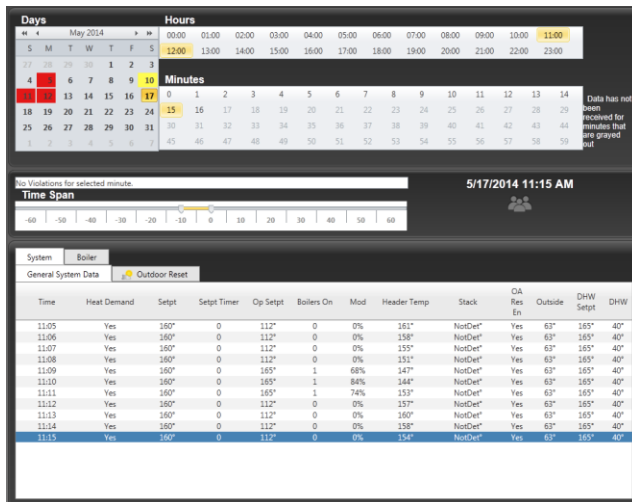 Days
Hours
May 2014
S M T W T F S
27 28 29 30 1 2 3
4 5 6 7 8 9 10
11 12 13 14 15 16 17
18 19 20 21 22 23 24
25 26 27 28 29 30 31
1 2 3 4 5 6 7
00:00 01:00 02:00 03:00 04:00 05:00 06:00 07:00 08:00 09:00 10:00 11:00
12:00 13:00 14:00 15:00 16:00 17:00 18:00 19:00 20:00 21:00 22:00 23:00
Minutes
0 1 2 3 4 5 6 7 8 9 10 11 12 13 14
15 16 17 18 19 20 21 22 23 24 25 26 27 28 29
30 31 32 33 34 35 36 37 38 39 40 41 42 43 44
45 46 47 48 49 50 51 52 53 54 55 56 57 58 59
Data has not
been
received for
minutes that
are grayed
out
No Violations for selected minute.
Time Span
-60 -50 -40 -30 -20 -10 0 10 20 30 40 50 60
5/17/2014 11:15 AM
System Boiler
General System Data Outdoor Reset
Time Heat Demand Setpt Setpt Timer Op Setpt Boilers On Mod Header Temp Stack OA Res En Outside DHW Setpt DHW
11:05 Yes 160° 0 112° 0 0% 161° NotDet° Yes 63° 165° 40°
11:06 Yes 160° 0 112° 0 0% 158° NotDet° Yes 63° 165° 40°
11:07 Yes 160° 0 112° 0 0% 155° NotDet° Yes 63° 165° 40°
11:08 Yes 160° 0 112° 0 0% 151° NotDet° Yes 63° 165° 40°
11:09 Yes 160° 0 165° 1 68% 147° NotDet° Yes 63° 165° 40°
11:10 Yes 160° 0 165° 1 84% 144° NotDet° Yes 63° 165° 40°
11:11 Yes 160° 0 165° 1 74% 153° NotDet° Yes 63° 165° 40°
11:12 Yes 160° 0 112° 0 0% 157° NotDet° Yes 63° 165° 40°
11:13 Yes 160° 0 112° 0 0% 160° NotDet° Yes 63° 165° 40°
11:14 Yes 160° 0 112° 0 0% 158° NotDet° Yes 63° 165° 40°
11:15 Yes 160° 0 112° 0 0% 154° NotDet° Yes 63° 165° 40°